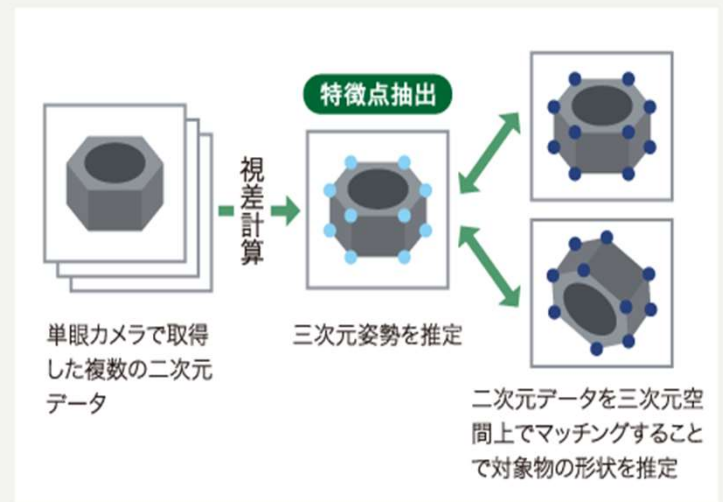 特徴点抽出
視差計算
単眼カメラで取得
した複数の二次元
データ
三次元姿勢を推定
二次元データを三次元空
間上でマッチングすること
で対象物の形状を推定